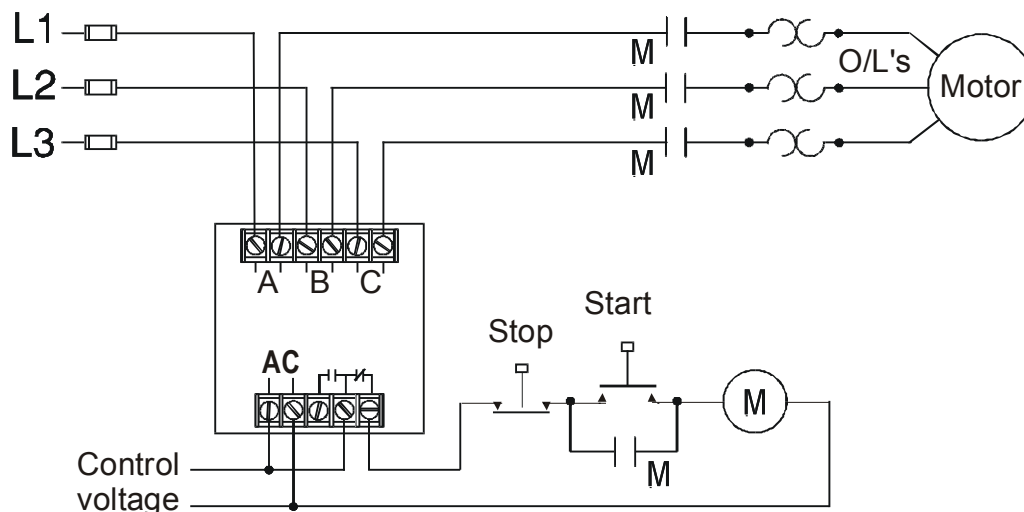 L1
M
O/L's
L2
M
Motor
L3
M
A B C
Start
Stop
AC
M
Control
voltage
M